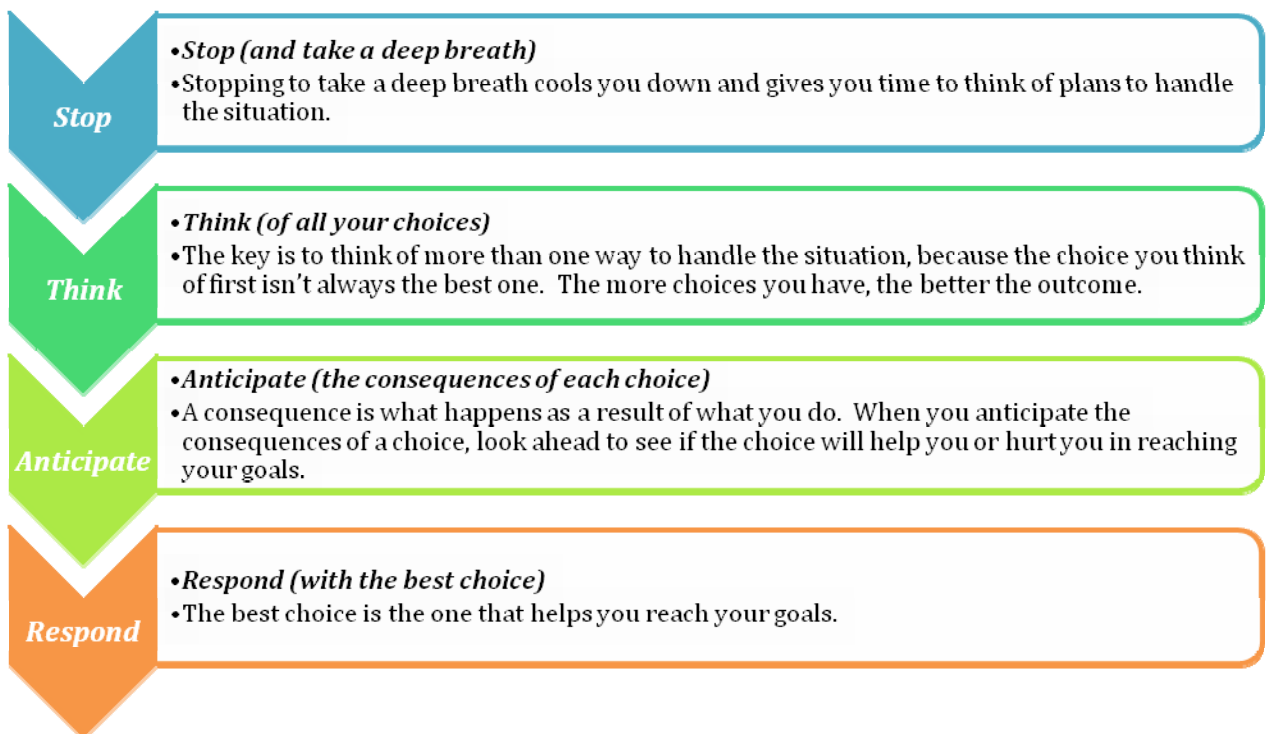 Stop
•Stop (and take a deep breath)
•Stopping to take a deep breath cools you down and gives you time to think of plans to handle
the situation.
Think
•Think (of all your choices)
•The key is to think of more than one way to handle the situation, because the choice you think
of first isn’t always the best one.  The more choices you have, the better the outcome.
Anticipate
•Anticipate (the consequences of each choice)
•A consequence is what happens as a result of what you do.  When you anticipate the
consequences of a choice, look ahead to see if the choice will help you or hurt you in reaching
your goals.
Respond
•Respond (with the best choice)
•The best choice is the one that helps you reach your goals.